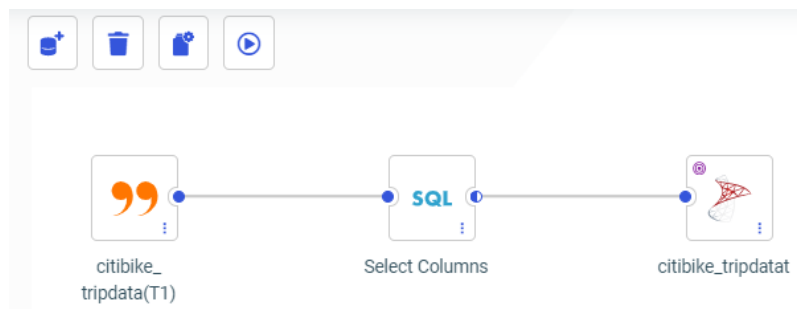 SQL
citibike_
tripdata(T1)
Select Columns
citibike_tripdatat